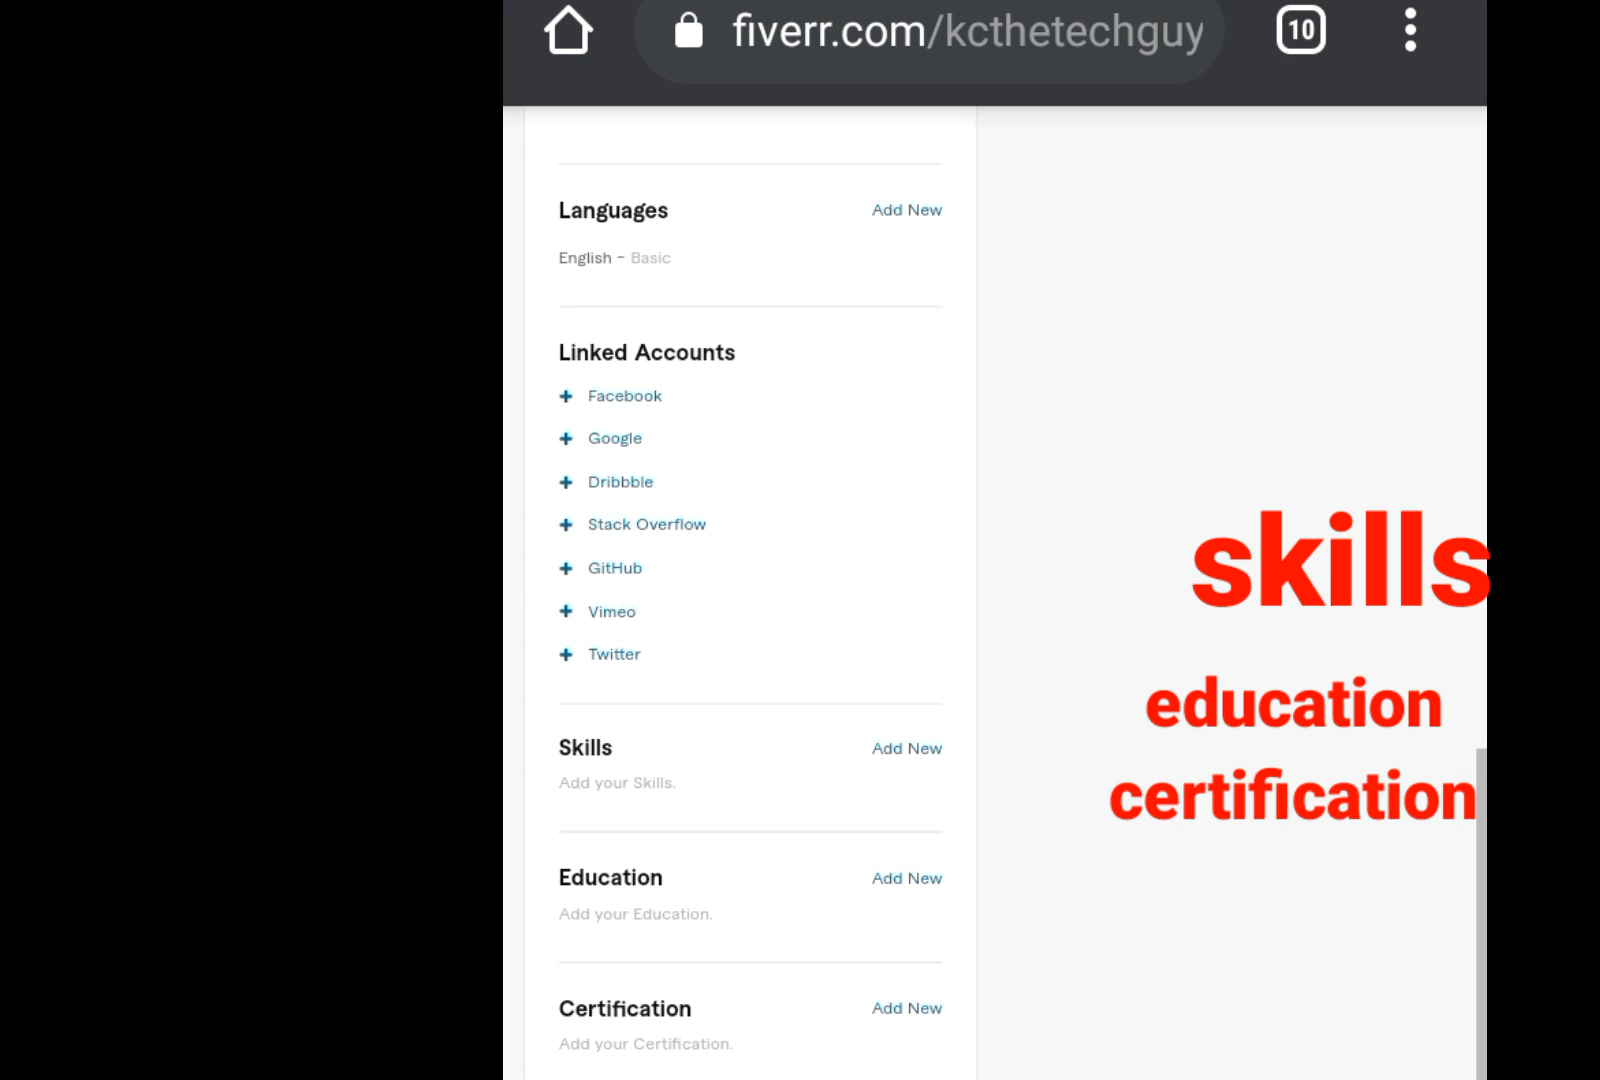 fiverr.com/kcthetechguy
10
Languages
Add New
English - Basic
Linked Accounts
+ Facebook
+ Google
+ Dribbble
+ Stack Overflow
+ GitHub
+ Vimeo
+ Twitter
skills
education
certification
Skills
Add New
Add your Skills.
Education
Add New
Add your Education.
Certification
Add New
Add your Certification.